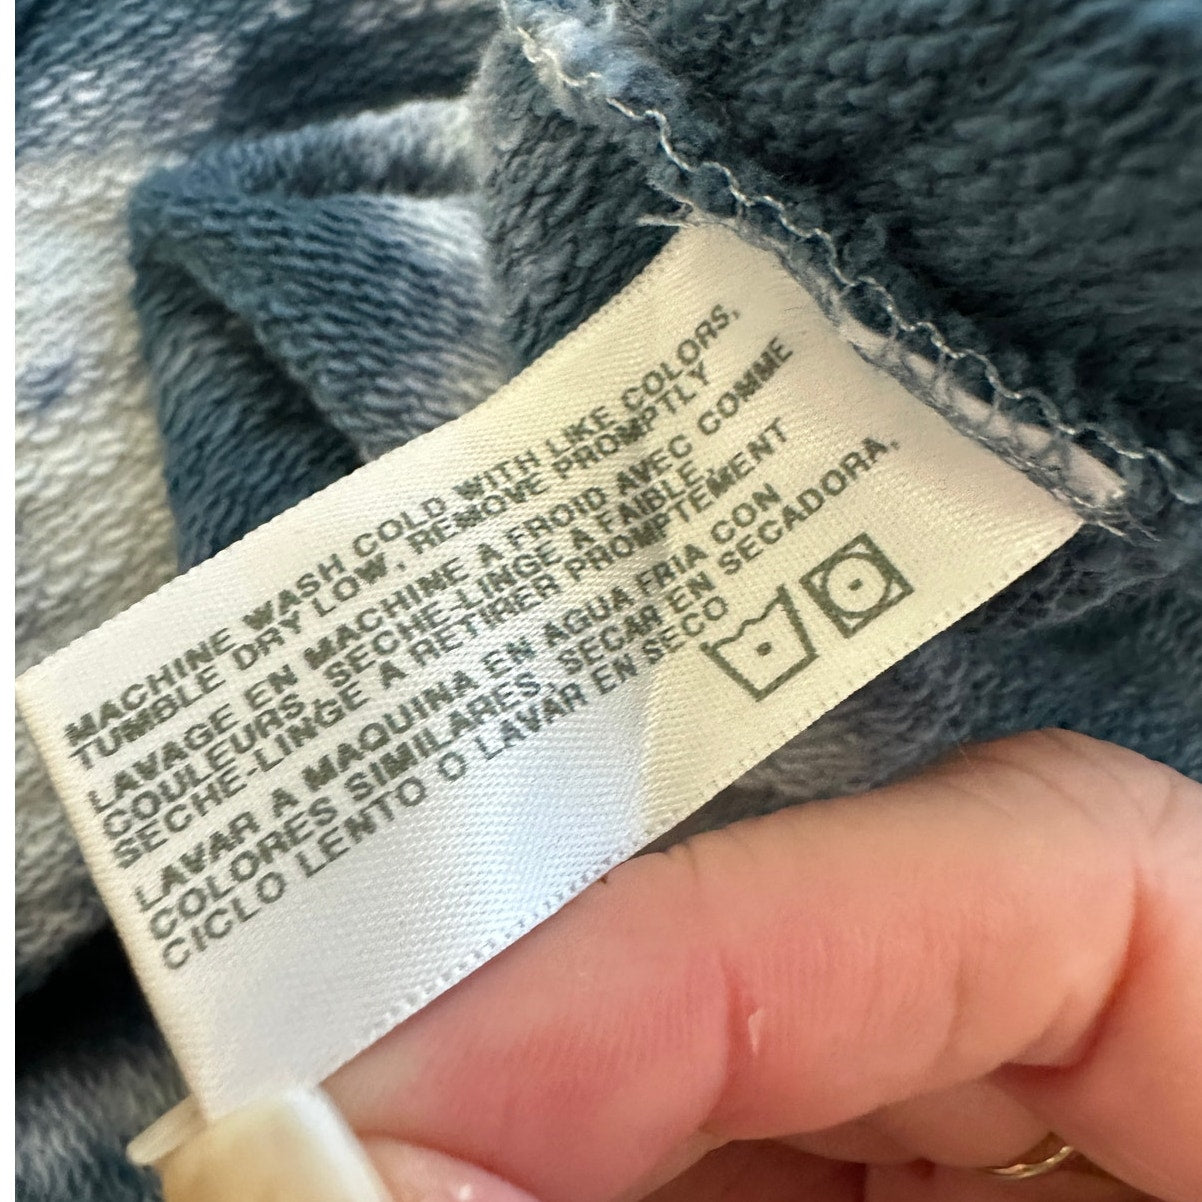 MACHINE WASH COLD WITH LIKE COLORS,
TUMBLE DRY LOW, REMOVE PROMPTLY
LAVAGE EN MACHINE A FROID AVEC COMME
COULEURS, SECHE-LINGE A FAIBLE,
SECHE-LINGE A RETIRER PROMPTEMENT
LAVAR A MAQUINA EN AGUA FRIA CON
COLORES SIMILARES, SECAR EN SECADORA,
CICLO LENTO O LAVAR EN SECO